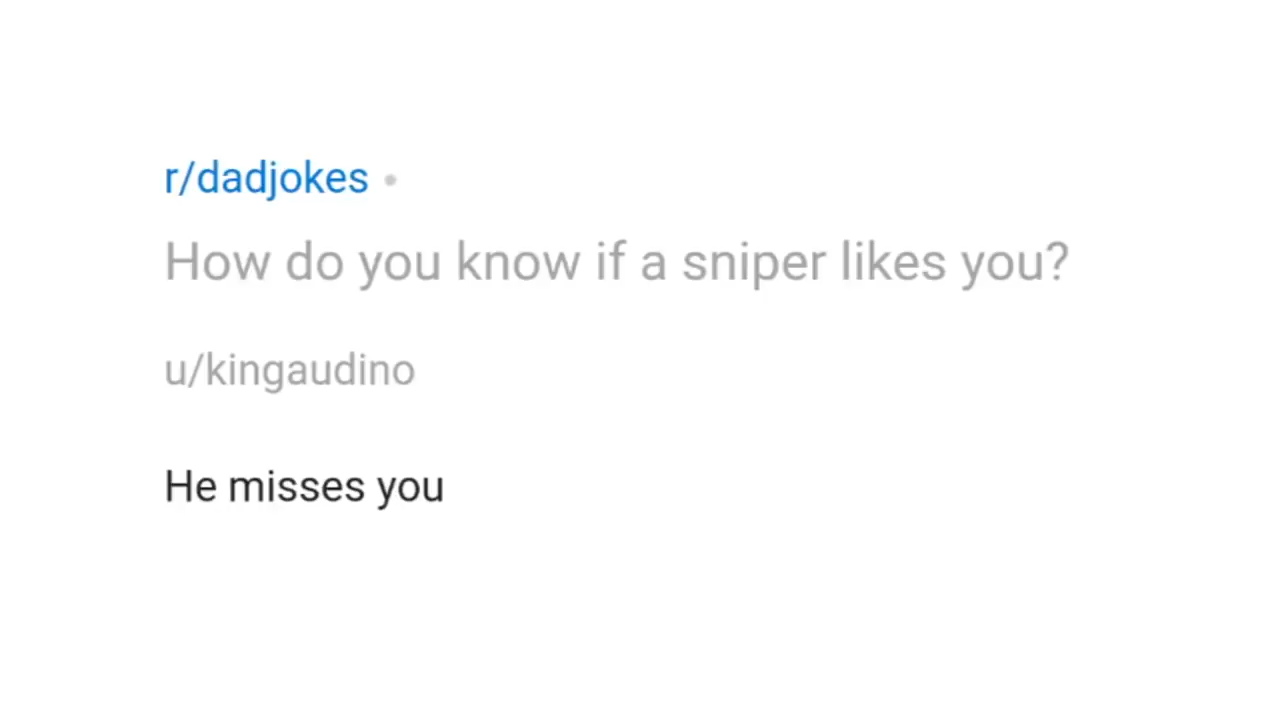 r/dadjokes •
How do you know if a sniper likes you?
u/kingaudino
He misses you